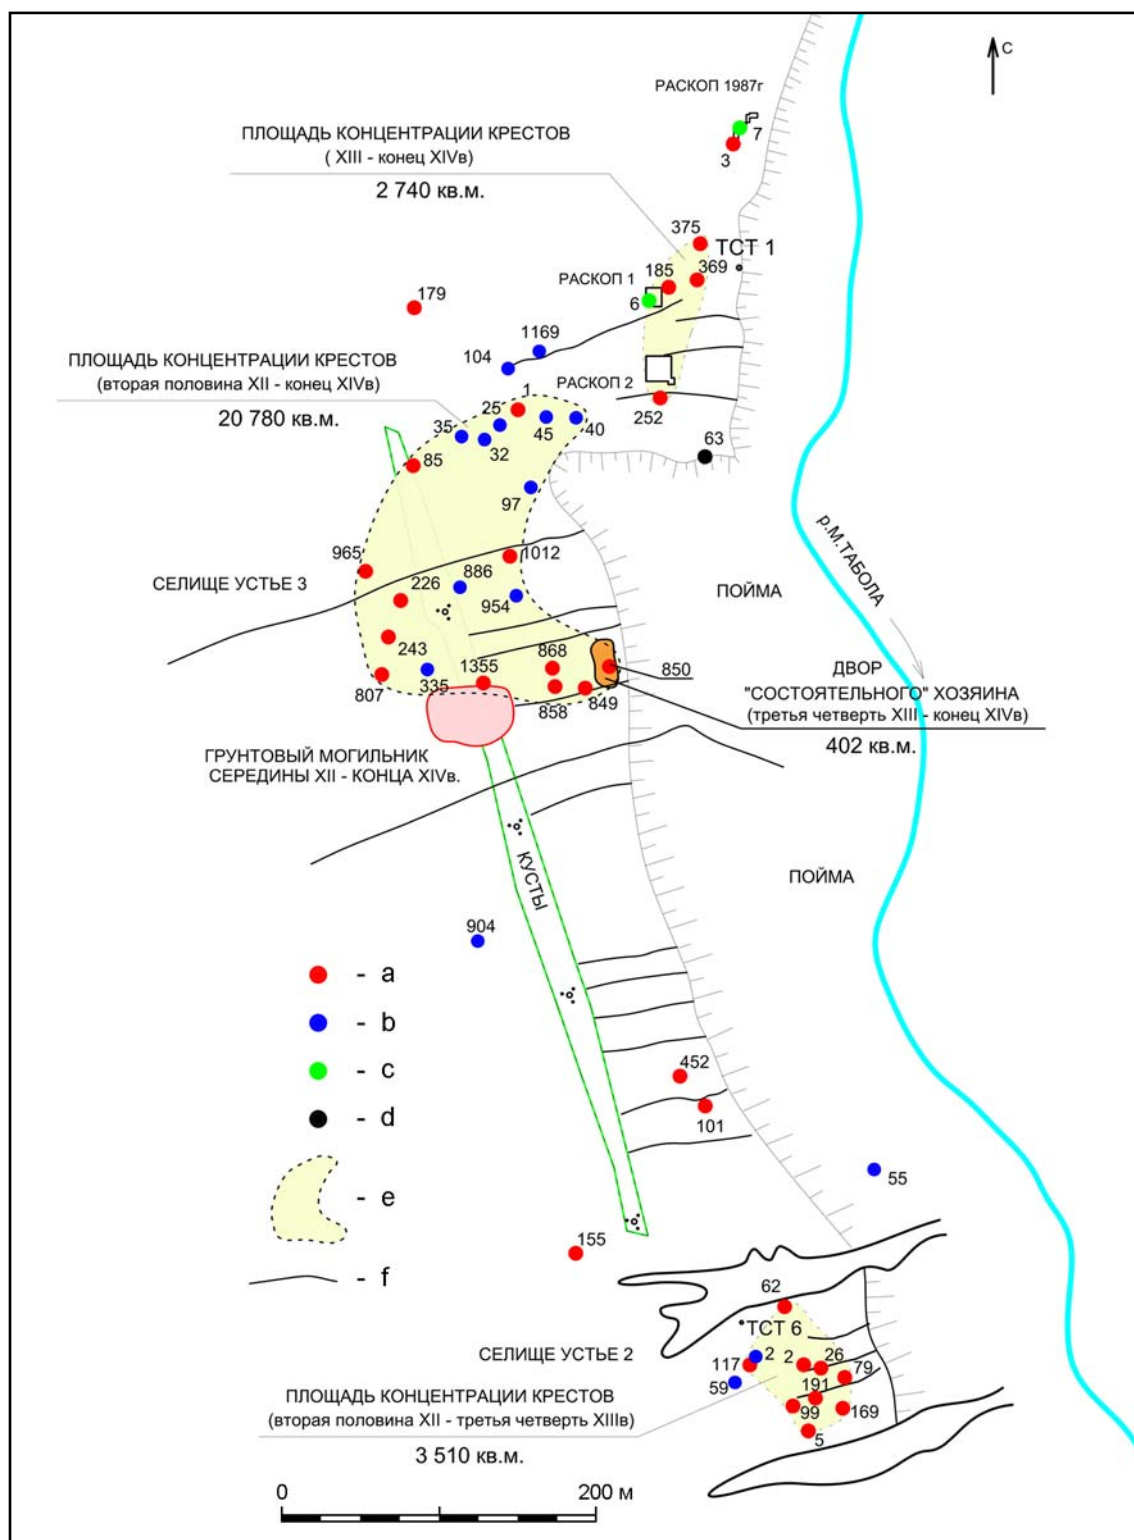 С
РАСКОП 1987г
7
3
ПЛОЩАДЬ КОНЦЕНТРАЦИИ КРЕСТОВ
( XIII - конец XIVв)
2 740 кв.м.
375
ТСТ 1
185
369
РАСКОП 1
6
179
1169
104
ПЛОЩАДЬ КОНЦЕНТРАЦИИ КРЕСТОВ
(вторая половина XII - конец XIVв)
20 780 кв.м.
РАСКОП 2
1
25
252
35
32
45
40
63
85
97
р.М.ТАБОЛА
965
1012
СЕЛИЩЕ УСТЬЕ 3
226
886
954
ПОЙМА
243
868
850
807
335
1355
858
849
ДВОР
"СОСТОЯТЕЛЬНОГО" ХОЗЯИНА
(третья четверть XIII - конец XIVв)
402 кв.м.
ГРУНТОВЫЙ МОГИЛЬНИК
СЕРЕДИНЫ XII - КОНЦА XIVв.
КУСТЫ
ПОЙМА
904
- a
- b
- c
- d
- e
- f
452
101
55
155
62
ТСТ 6
СЕЛИЩЕ УСТЬЕ 2
117
2
2
26
79
59
191
99
169
5
ПЛОЩАДЬ КОНЦЕНТРАЦИИ КРЕСТОВ
(вторая половина XII - третья четверть XIIIв)
3 510 кв.м.
0
200 м